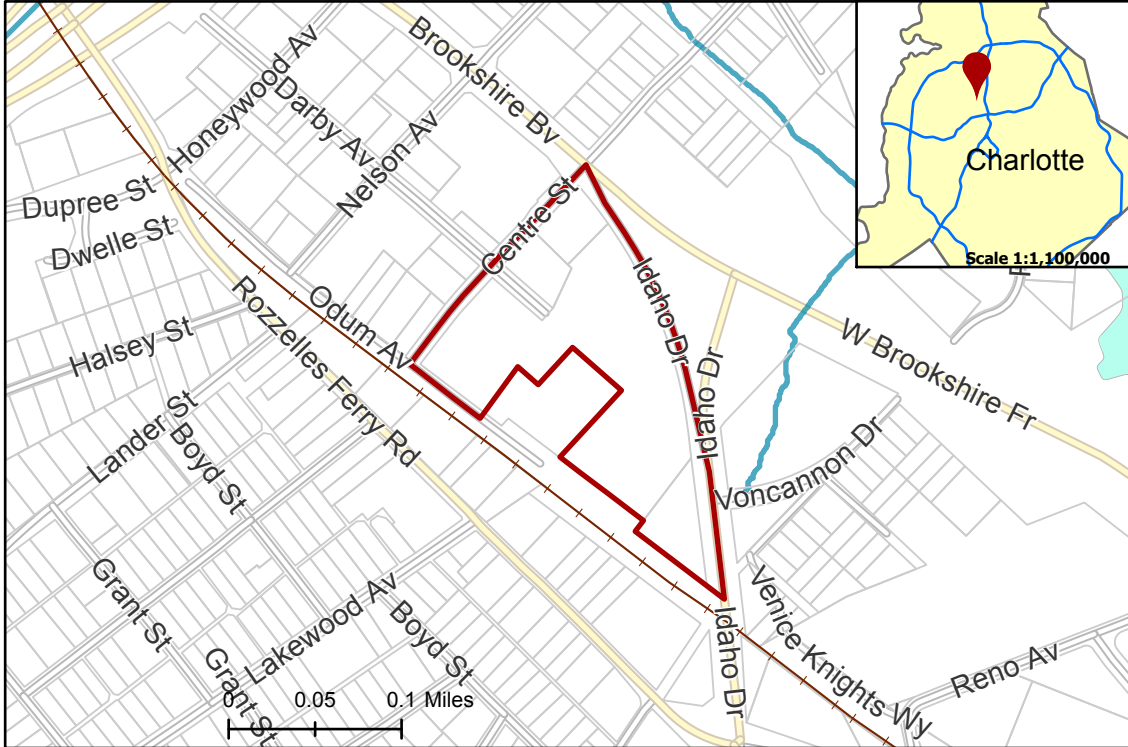 Brookshire Bv
Honeywood Av
Darby Av
Nelson Av
Charlotte
Scale 1:1,100,000
Dupree St
Dwelle St
Centre St
Idaho Dr
Odum Av
Rozzelles Ferry Rd
Halsey St
W Brookshire Fr
Idaho Dr
Lander St
Boyd St
Voncannon Dr
Grant St
Lakewood Av
Boyd St
Venice Knights Wy
Idaho Dr
Reno Av
Grant St
0 0.05 0.1 Miles